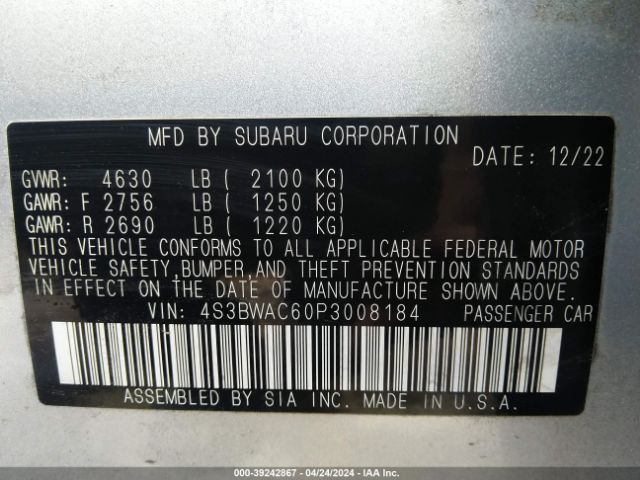 MFD BY SUBARU CORPORATION
DATE: 12/22
GVWR: 4630 LB ( 2100 KG)
GAWR: F 2756 LB ( 1250 KG)
GAWR: R 2690 LB ( 1220 KG)
THIS VEHICLE CONFORMS TO ALL APPLICABLE FEDERAL MOTOR
VEHICLE SAFETY, BUMPER, AND THEFT PREVENTION STANDARDS
IN EFFECT ON THE DATE OF MANUFACTURE SHOWN ABOVE.
VIN: 4S3BWAC60P3008184 PASSENGER CAR
ASSEMBLED BY SIA INC. MADE IN U.S.A.
000-39242867 - 04/24/2024 - IAA Inc.